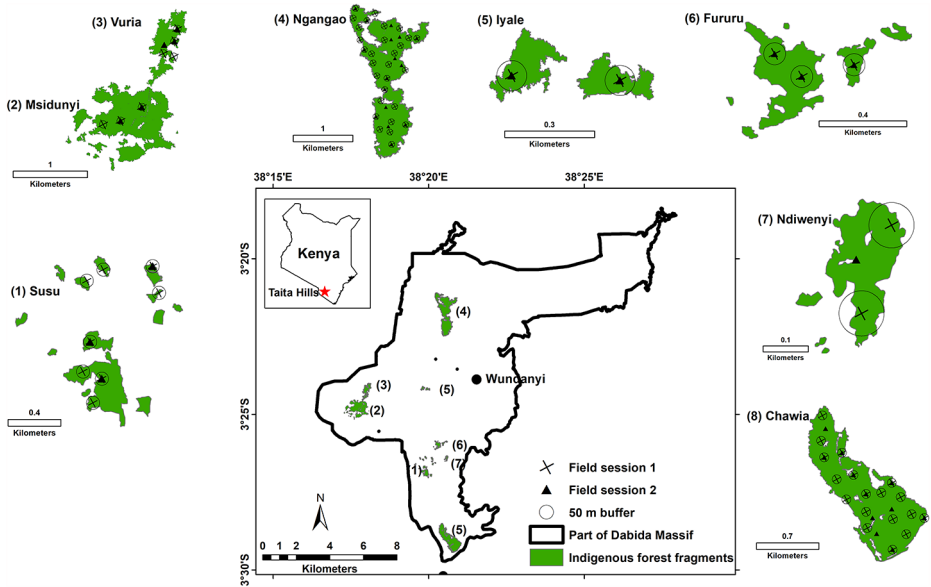 (3) Vuria
(4) Ngangao
(5) Iyale
(6) Fururu
(2) Msidunyi
1
Kilometers
1
Kilometers
0.3
Kilometers
0.4
Kilometers
38°15'E
38°20'E
38°25'E
(7) Ndiwenyi
Kenya
Taita Hills
3°20'S
(1) Susu
(4)
0.1
Kilometers
(3)
(5)
Wundanyi
(2)
0.4
Kilometers
3°25'S
(8) Chawia
(6)
(7)
1)
Field session 1
Field session 2
50 m buffer
N
(5)
Part of Dabida Massif
0.7
Kilometers
0 1 2 4 6 8
Kilometers
Indigenous forest fragments
3°30'S